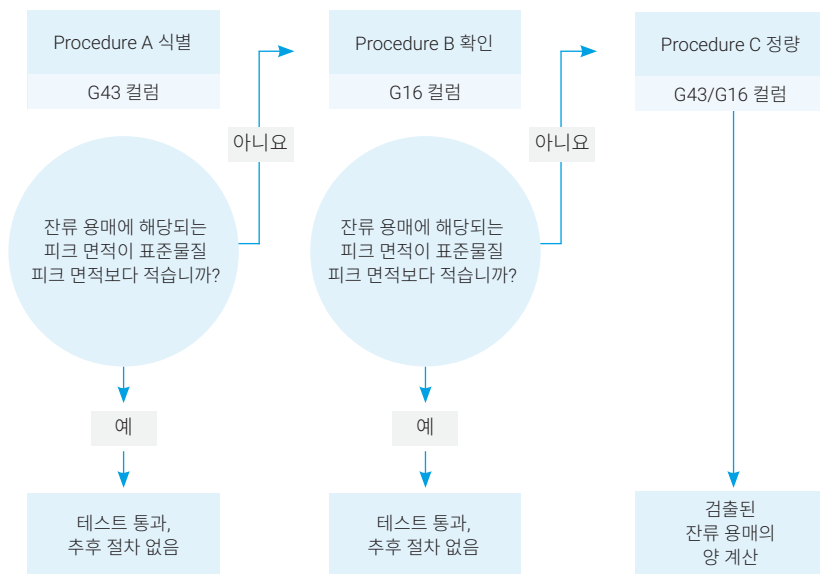 Procedure A 식별
G43 컬럼
잔류 용매에 해당되는
피크 면적이 표준물질
피크 면적보다 적습니까?
아니요
예
테스트 통과,
추후 절차 없음
Procedure B 확인
G16 컬럼
잔류 용매에 해당되는
피크 면적이 표준물질
피크 면적보다 적습니까?
아니요
예
테스트 통과,
추후 절차 없음
Procedure C 정량
G43/G16 컬럼
검출된
잔류 용매의
양 계산